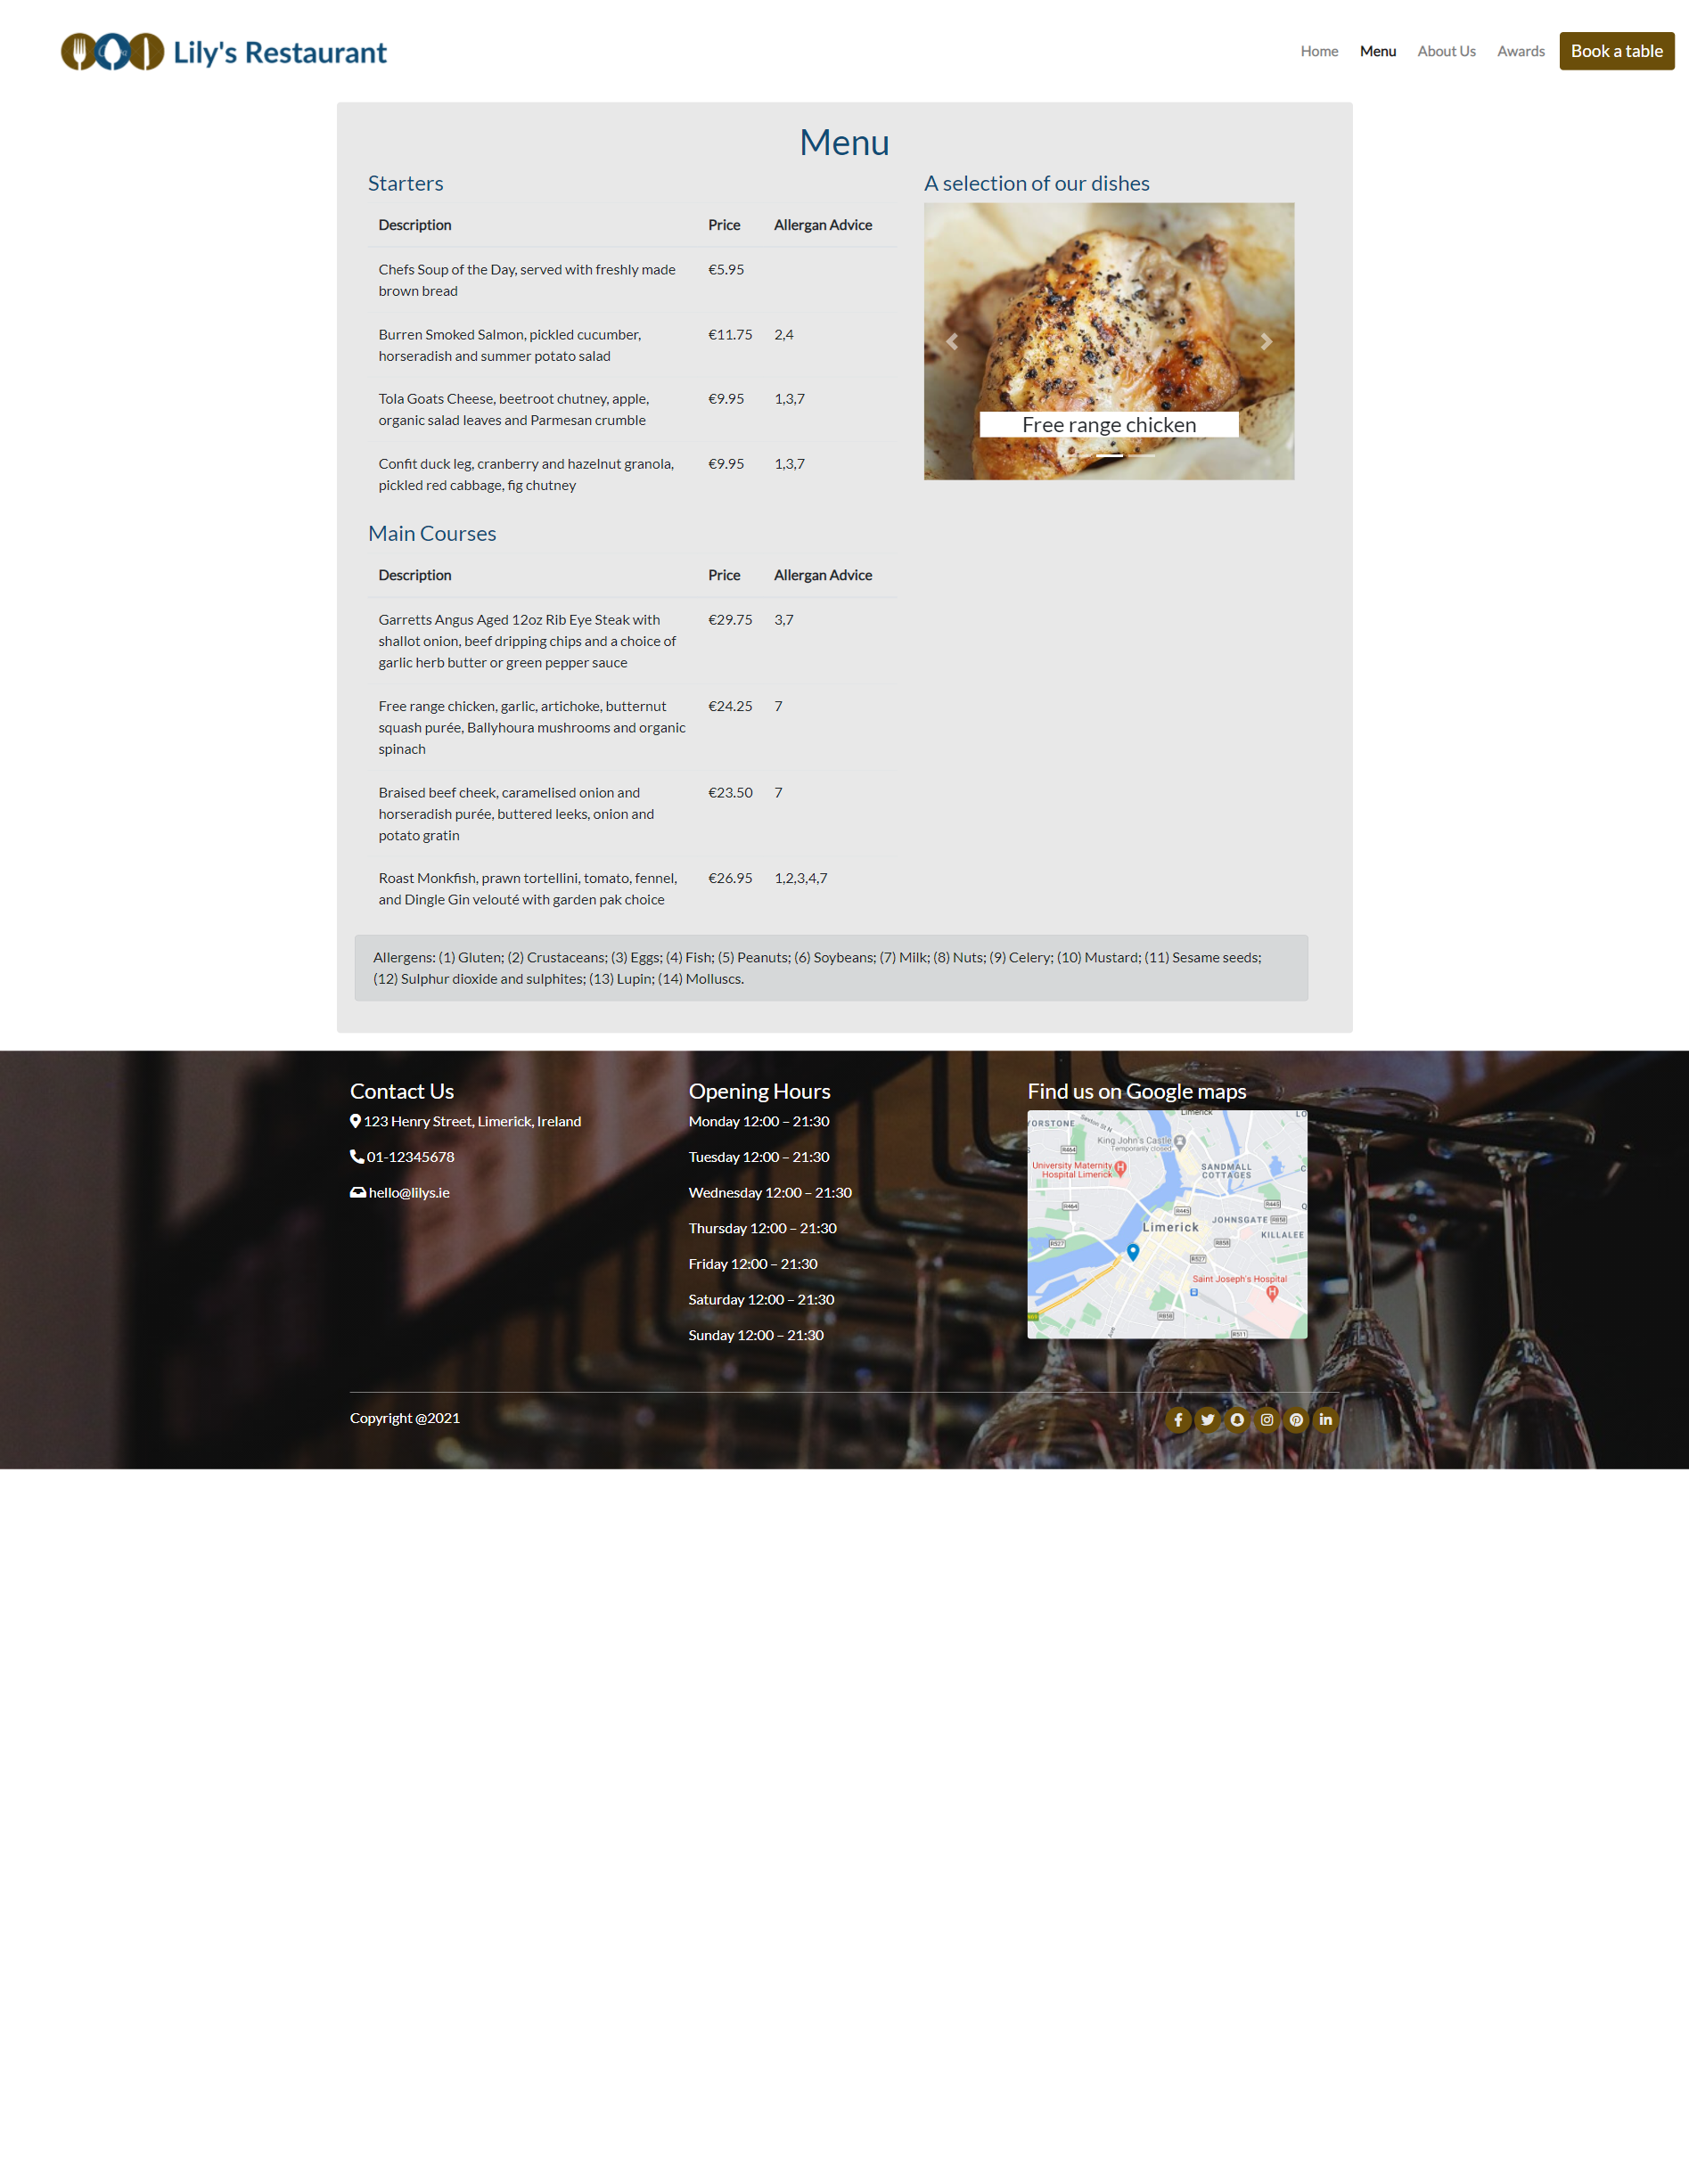 Lily's Restaurant
Home Menu About Us Awards Book a table
Menu
Starters
Description Price Allergan Advice
Chefs Soup of the Day, served with freshly made €5.95
brown bread
Burren Smoked Salmon, pickled cucumber, €11.75 2,4
horseradish and summer potato salad
Tola Goats Cheese, beetroot chutney, apple, €9.95 1,3,7
organic salad leaves and Parmesan crumble
Confit duck leg, cranberry and hazelnut granola, €9.95 1,3,7
pickled red cabbage, fig chutney
Main Courses
Description Price Allergan Advice
Garretts Angus Aged 12oz Rib Eye Steak with €29.75 3,7
shallot onion, beef dripping chips and a choice of
garlic herb butter or green pepper sauce
Free range chicken, garlic, artichoke, butternut €24.25 7
squash purée, Ballyhoura mushrooms and organic
spinach
Braised beef cheek, caramelised onion and €23.50 7
horseradish purée, buttered leeks, onion and
potato gratin
Roast Monkfish, prawn tortellini, tomato, fennel, €26.95 1,2,3,4,7
and Dingle Gin velouté with garden pak choice
A selection of our dishes
Free range chicken
Allergens: (1) Gluten; (2) Crustaceans; (3) Eggs; (4) Fish; (5) Peanuts; (6) Soybeans; (7) Milk; (8) Nuts; (9) Celery; (10) Mustard; (11) Sesame seeds;
(12) Sulphur dioxide and sulphites; (13) Lupin; (14) Molluscs.
Contact Us
123 Henry Street, Limerick, Ireland
01-12345678
hello@lilys.ie
Opening Hours
Monday 12:00 – 21:30
Tuesday 12:00 – 21:30
Wednesday 12:00 – 21:30
Thursday 12:00 – 21:30
Friday 12:00 – 21:30
Saturday 12:00 – 21:30
Sunday 12:00 – 21:30
Find us on Google maps
Limerick
King John's Castle
Temporarily closed
R464
University Maternity
Hospital Limerick
SANDMALL
COTTAGES
R464
R445
R445
Limerick
JOHNSGATE
R858
KILLALEE
R527
R858
R527
Saint Joseph's Hospital
R858
R511
Ave
Copyright @2021